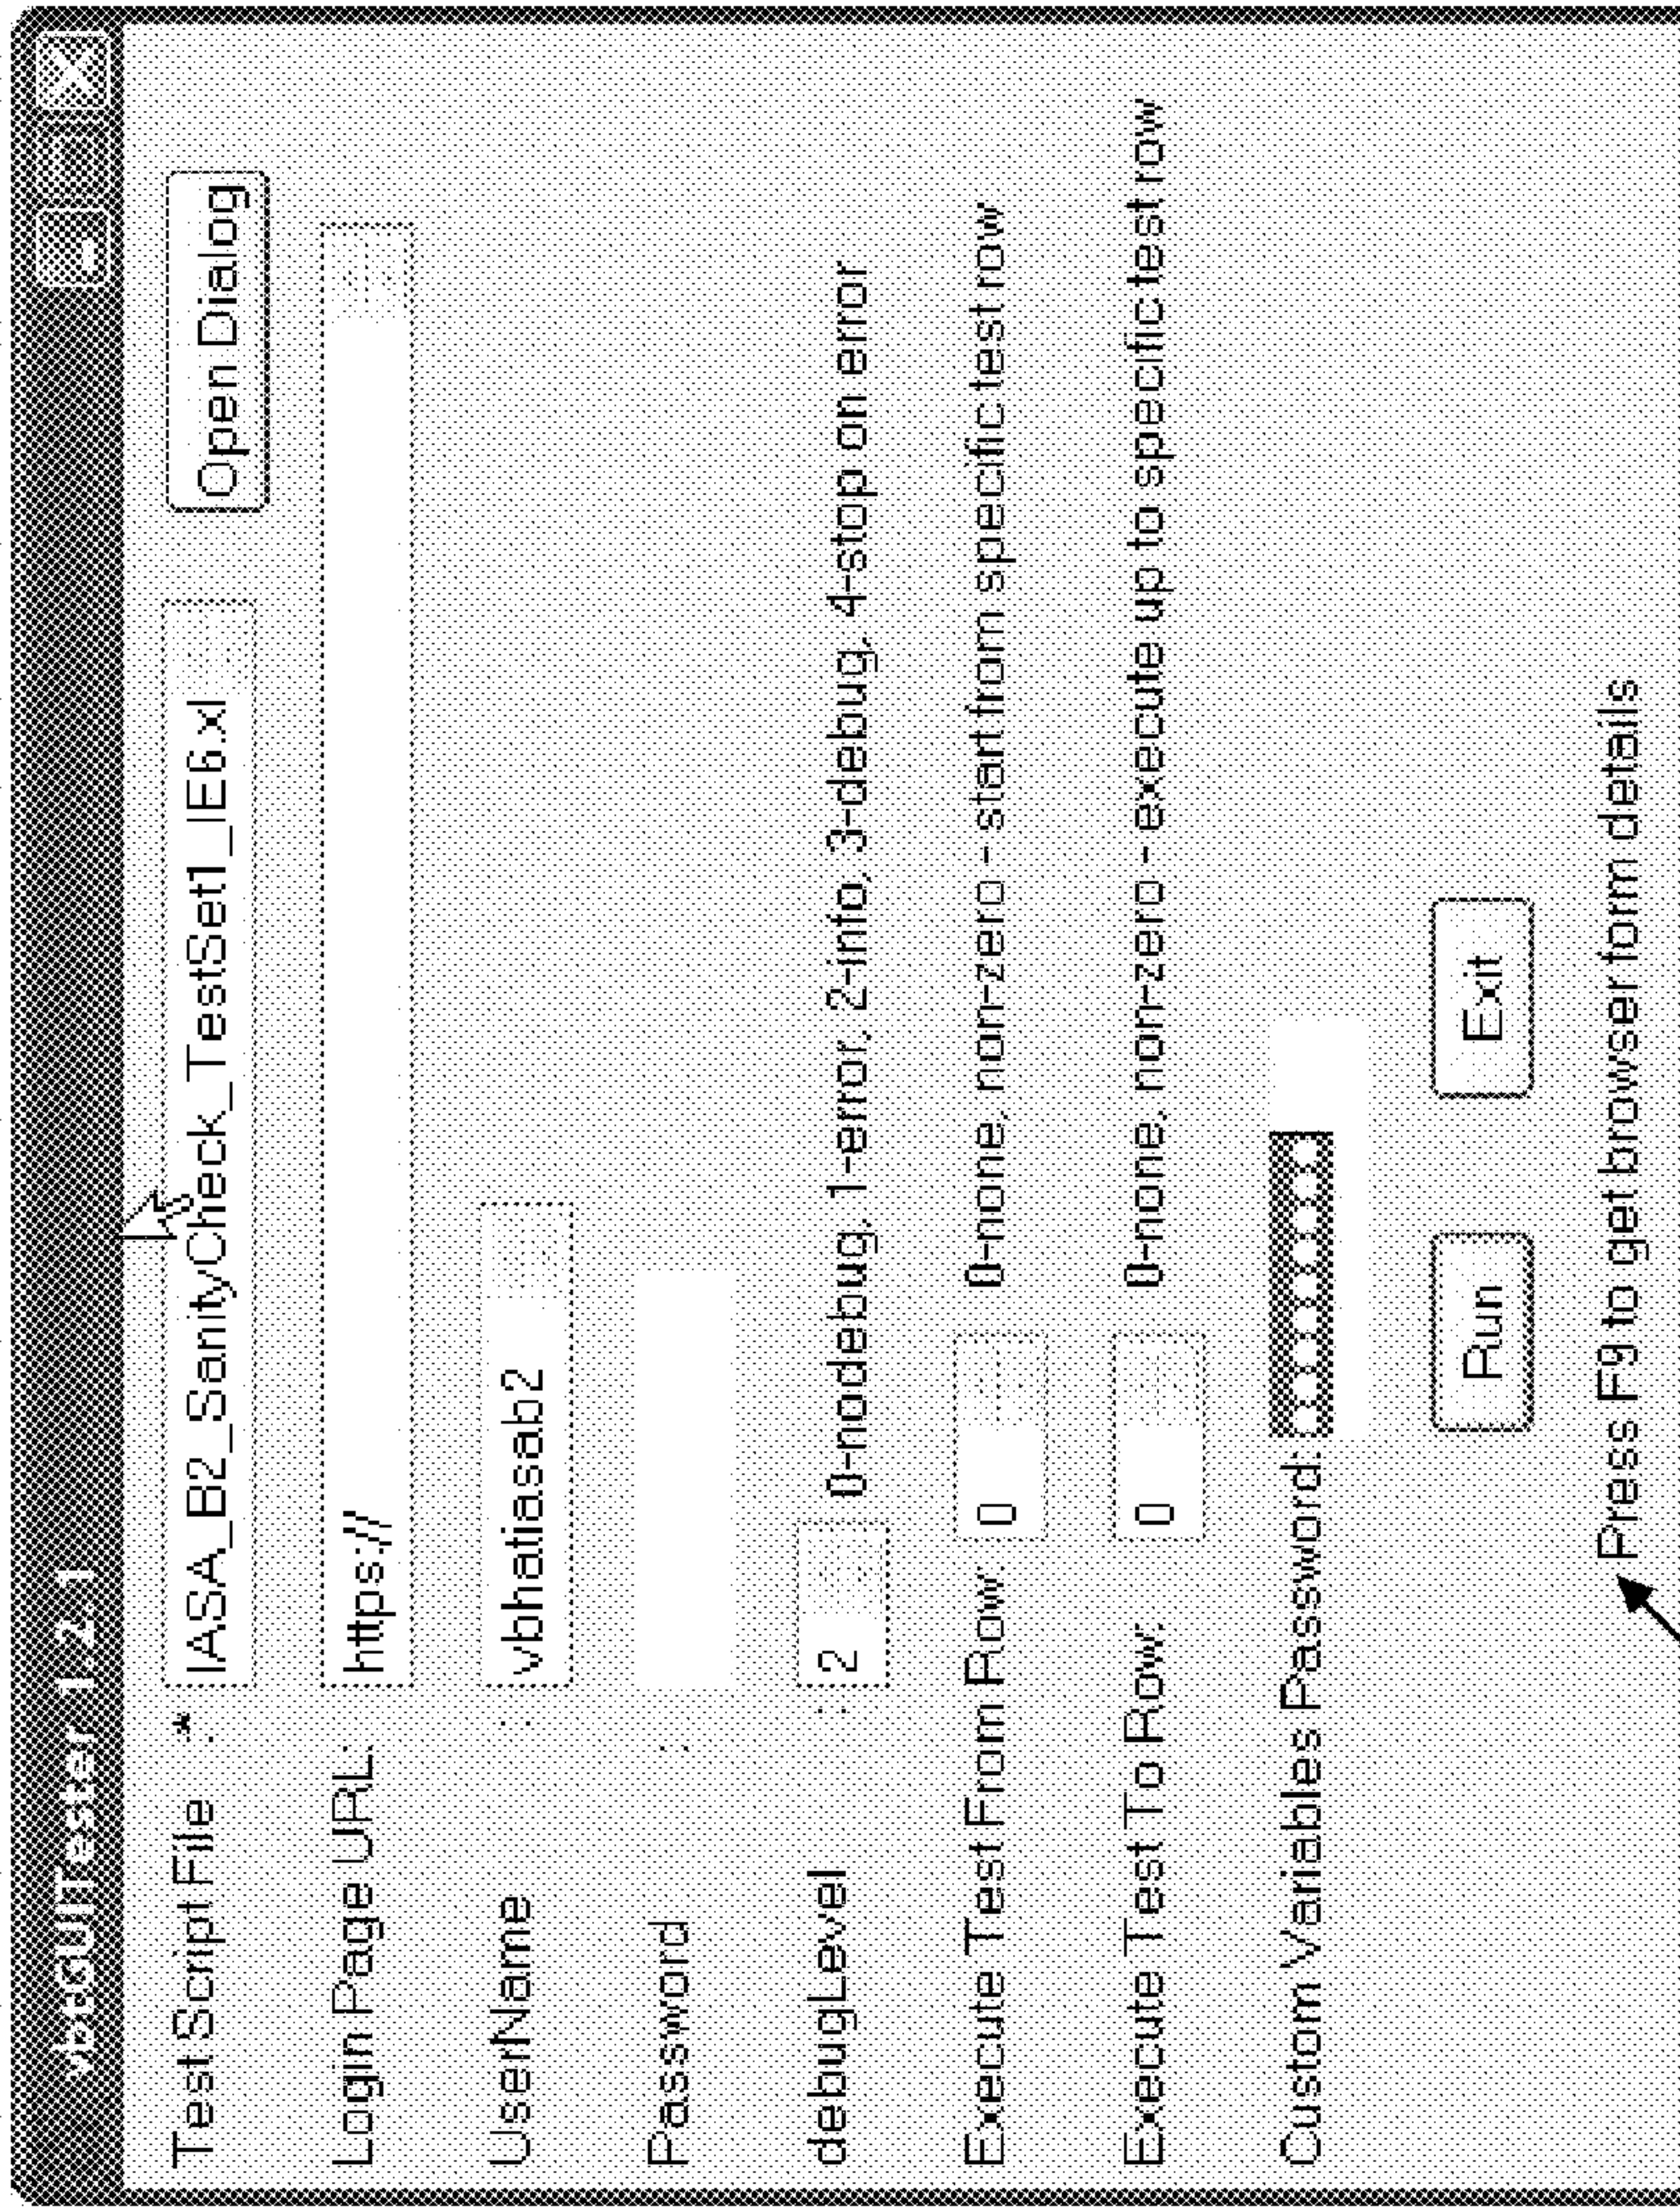 vbtGUITester 1.2.1
Test Script File :* IASA_B2_SanityCheck_TestSet1_IE6.xl Open Dialog
Login Page URL: https://
UserName : vbhatiasab2
Password :
debugLevel : 2 0-nodebug, 1-error, 2-info, 3-debug, 4-stop on error
Execute Test From Row: 0 0-none, non-zero - start from specific test row
Execute Test To Row: 0 0-none, non-zero - execute up to specific test row
Custom Variables Password:
Run Exit
Press F9 to get browser form details